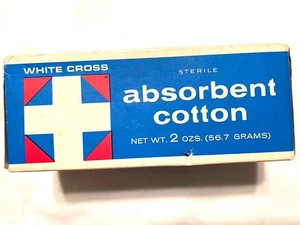 WHITE CROSS
STERILE
absorbent
cotton
NET WT. 2 OZS. (56.7 GRAMS)